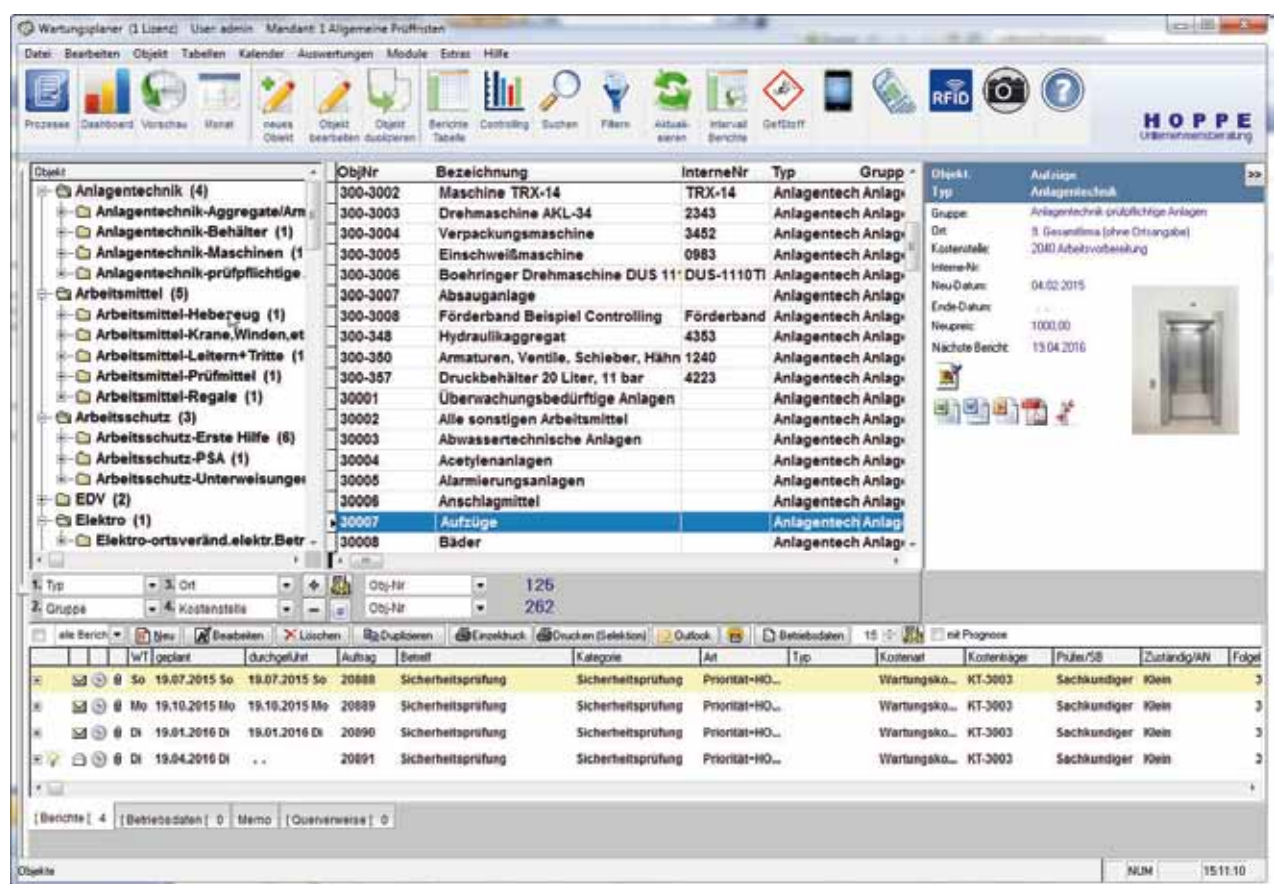 Wartungsplaner (1 Lizenz) User: admin Mandant: 1 Allgemeine Prüffristen
Datei Bearbeiten Objekt Tabellen Kalender Auswertungen Module Extras Hilfe
Prozesse Dashboard Vorschau Monat neues Objekt Objekt bearbeiten Objekt duplizieren Berichte Tabelle Controlling Suchen Filtern Aktualisieren Intervall Berichte GefStoff RFiD ?
HOPPE
Unternehmensberatung
Objekt
Anlagentechnik (4)
Anlagentechnik-Aggregate/Arm
Anlagentechnik-Behälter (1)
Anlagentechnik-Maschinen (1
Anlagentechnik-prüfpflichtige
Arbeitsmittel (5)
Arbeitsmittel-Hebezeug (1)
Arbeitsmittel-Krane,Winden,et
Arbeitsmittel-Leitern+Tritte (1
Arbeitsmittel-Prüfmittel (1)
Arbeitsmittel-Regale (1)
Arbeitsschutz (3)
Arbeitsschutz-Erste Hilfe (6)
Arbeitsschutz-PSA (1)
Arbeitsschutz-Unterweisunge
EDV (2)
Elektro (1)
Elektro-ortsveränd.elektr.Betr
ObjNr Bezeichnung InterneNr Typ Grupp
300-3002 Maschine TRX-14 TRX-14 Anlagentech Anlag
300-3003 Drehmaschine AKL-34 2343 Anlagentech Anlag
300-3004 Verpackungsmaschine 3452 Anlagentech Anlag
300-3005 Einschweißmaschine 0983 Anlagentech Anlag
300-3006 Boehringer Drehmaschine DUS 11 DUS-1110TI Anlagentech Anlag
300-3007 Absauganlage Anlagentech Anlag
300-3008 Förderband Beispiel Controlling Förderband Anlagentech Anlag
300-348 Hydraulikaggregat 4353 Anlagentech Anlag
300-350 Armaturen, Ventile, Schieber, Hähn 1240 Anlagentech Anlag
300-357 Druckbehälter 20 Liter, 11 bar 4223 Anlagentech Anlag
30001 Überwachungsbedürftige Anlagen Anlagentech Anlag
30002 Alle sonstigen Arbeitsmittel Anlagentech Anlag
30003 Abwassertechnische Anlagen Anlagentech Anlag
30004 Acetylenanlagen Anlagentech Anlag
30005 Alarmierungsanlagen Anlagentech Anlag
30006 Anschlagmittel Anlagentech Anlag
30007 Aufzüge Anlagentech Anlag
30008 Bäder Anlagentech Anlag
Objekt: Aufzüge >>
Typ Anlagentechnik
Gruppe: Anlagentechnik-prüfpflichtige Anlagen
Ort 9. Gesamtfirma (ohne Ortsangabe)
Kostenstelle: 2040 Arbeitsvorbereitung
Interne-Nr:
Neu-Datum: 04.02.2015
Ende-Datum: . .
Neupreis: 1000,00
Nächste Bericht: 19.04.2016
1. Typ 3. Ort + Obj-Nr 126
2. Gruppe 4. Kostenstelle - = Obj-Nr 262
alle Berich Neu Bearbeiten Löschen Duplizieren Einzeldruck Drucken (Selektion) Outlook Betriebsdaten 15 mit Prognose
WT geplant durchgeführt Auftrag Betreff Kategorie Art Typ Kostenart Kostenträger Prüfer/SB Zuständig/AN Folgei
So 19.07.2015 So 19.07.2015 So 20888 Sicherheitsprüfung Sicherheitsprüfung Priorität=HO... Wartungsko... KT-3003 Sachkundiger Klein 3
Mo 19.10.2015 Mo 19.10.2015 Mo 20889 Sicherheitsprüfung Sicherheitsprüfung Priorität=HO... Wartungsko... KT-3003 Sachkundiger Klein 3
Di 19.01.2016 Di 19.01.2016 Di 20890 Sicherheitsprüfung Sicherheitsprüfung Priorität=HO... Wartungsko... KT-3003 Sachkundiger Klein 3
Di 19.04.2016 Di . . 20891 Sicherheitsprüfung Sicherheitsprüfung Priorität=HO... Wartungsko... KT-3003 Sachkundiger Klein 3
[Berichte [ 4 [Betriebsdaten [ 0 Memo [Querverweise [ 0
Objekte NUM 15:11:10